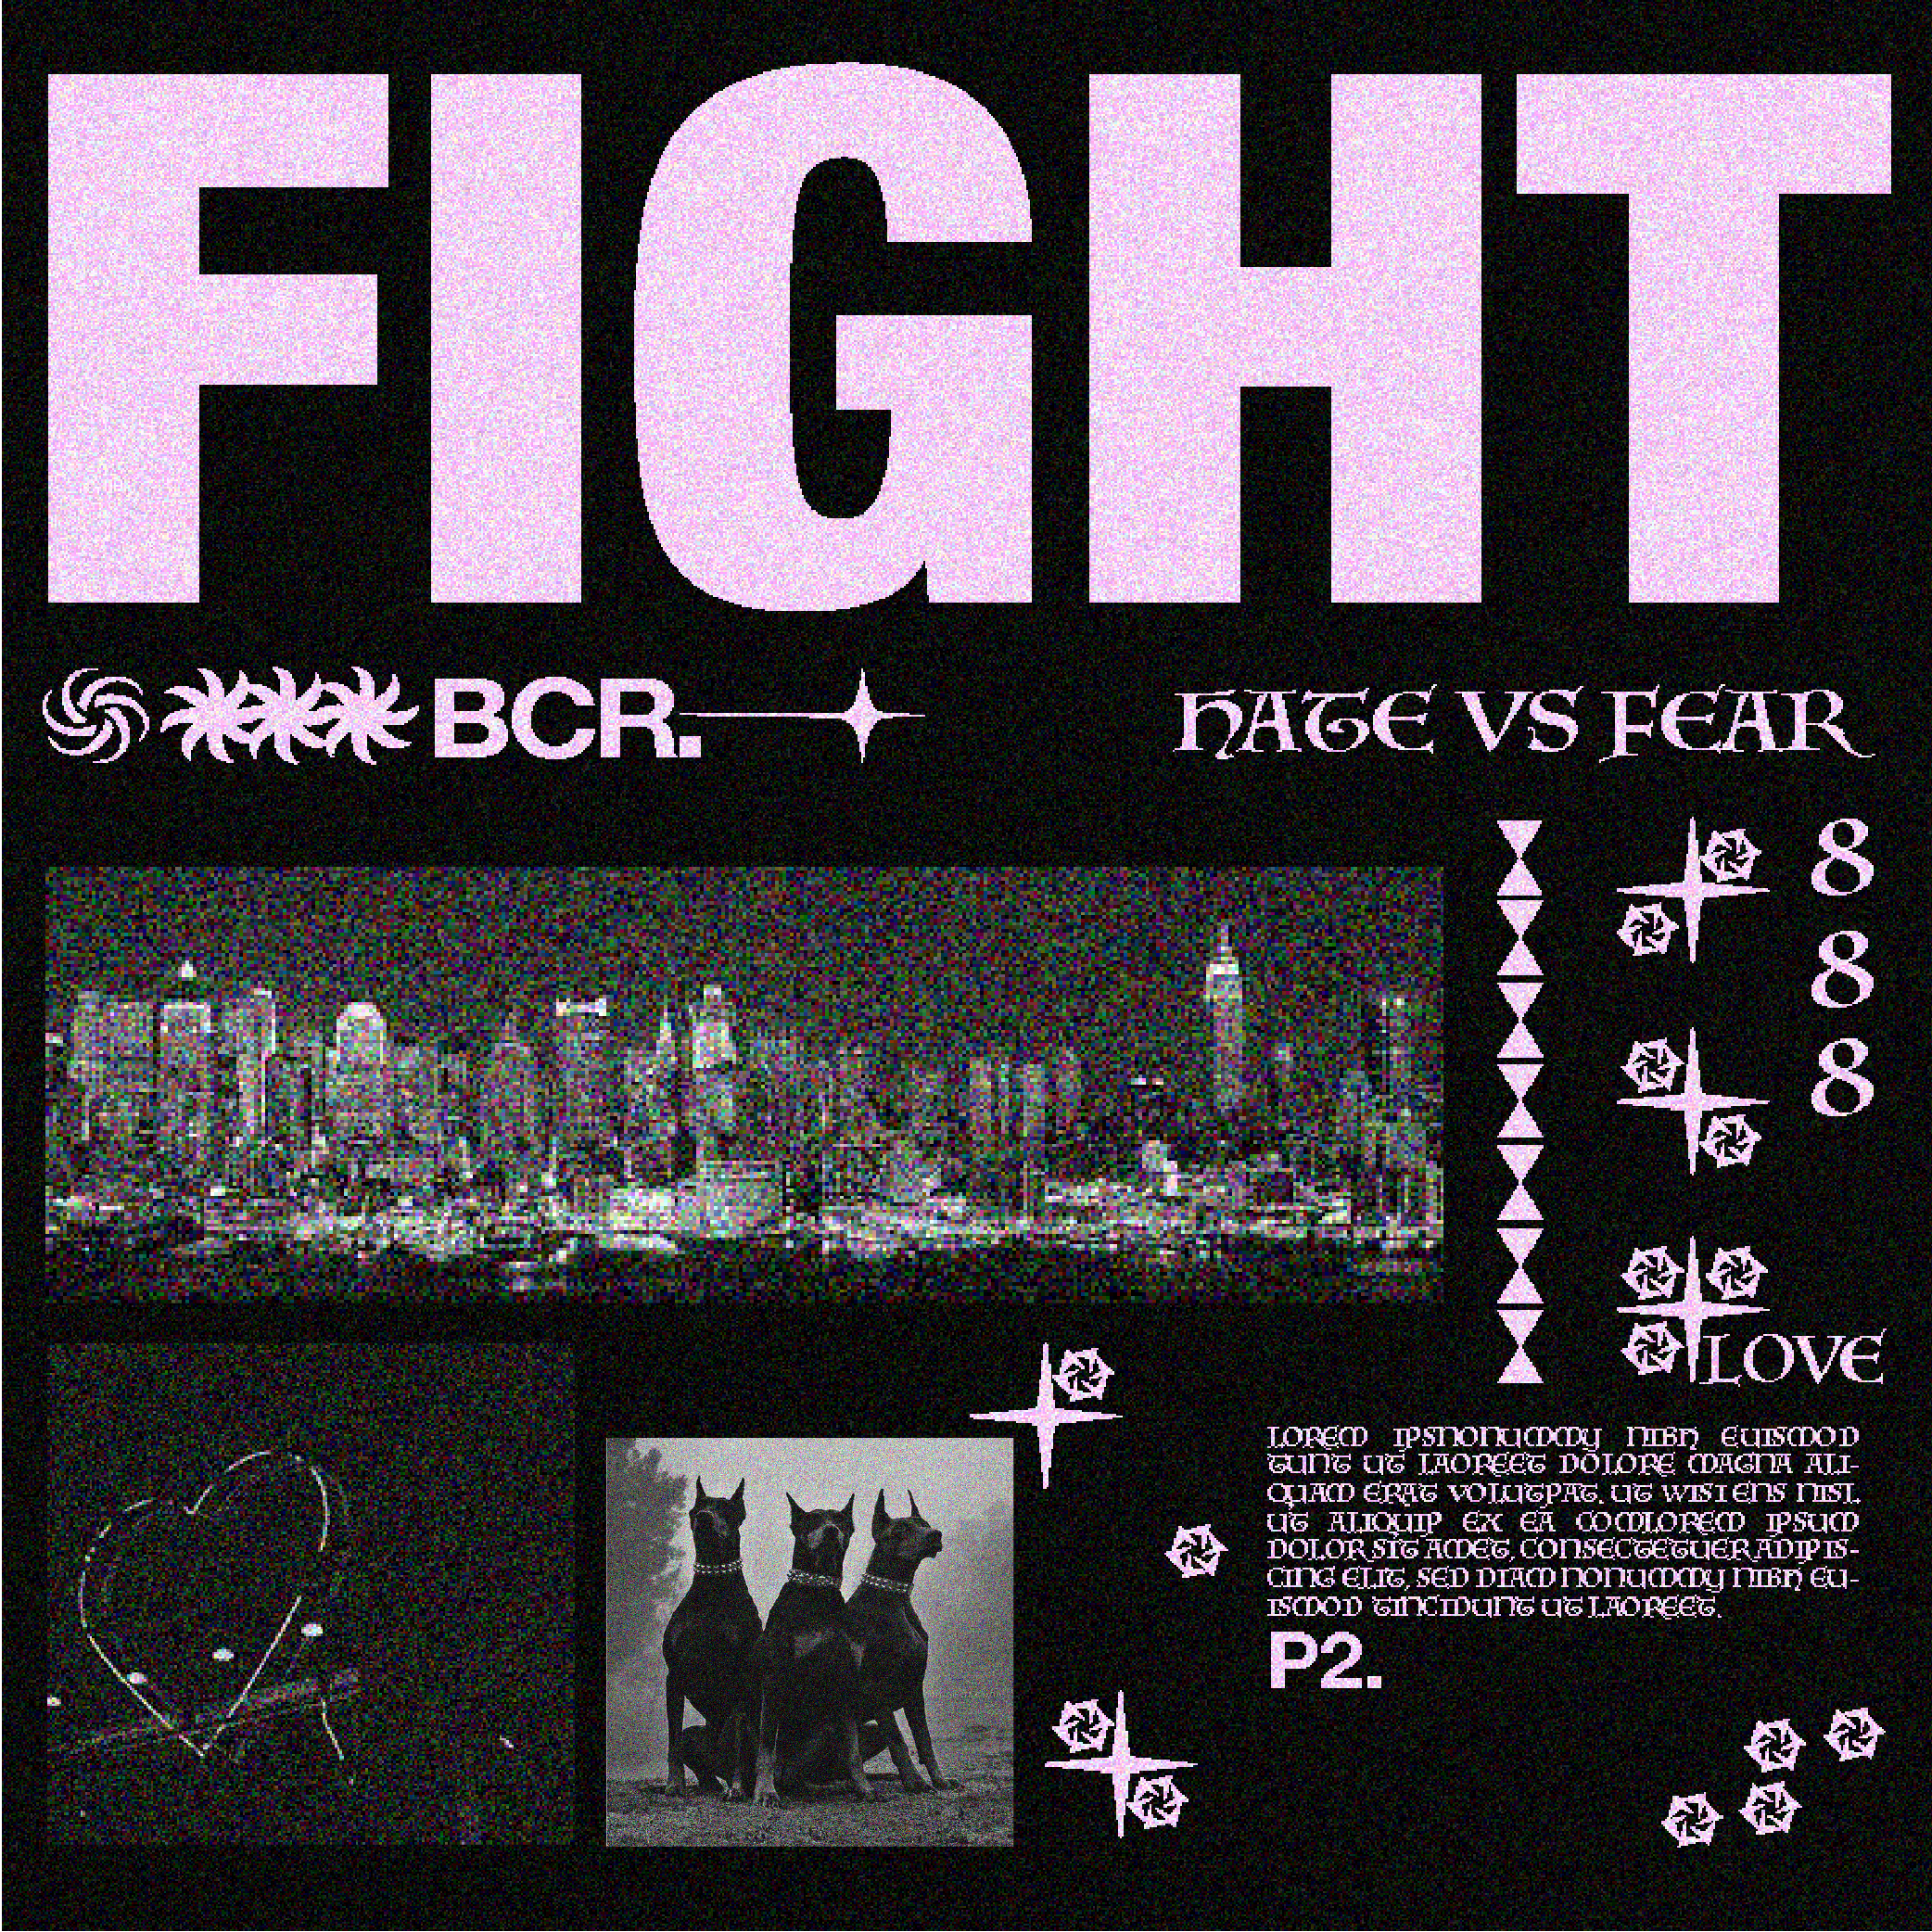 FIGHT
BCR.
HATE VS FEAR
8
8
8
LOVE
LOREM IPSNONUMMY NIBH EUISMOD
TUNT UT LAOREET DOLORE MAGNA ALI-
QUAM ERAT VOLUTPAT. UT WISI ENS NISL
UT ALIQUIP EX EA COMLOREM IPSUM
DOLOR SIT AMET, CONSECTETUER ADIPIS-
CING ELIT, SED DIAM NONUMMY NIBH EU-
ISMOD TINCIDUNT UT LAOREET.
P2.